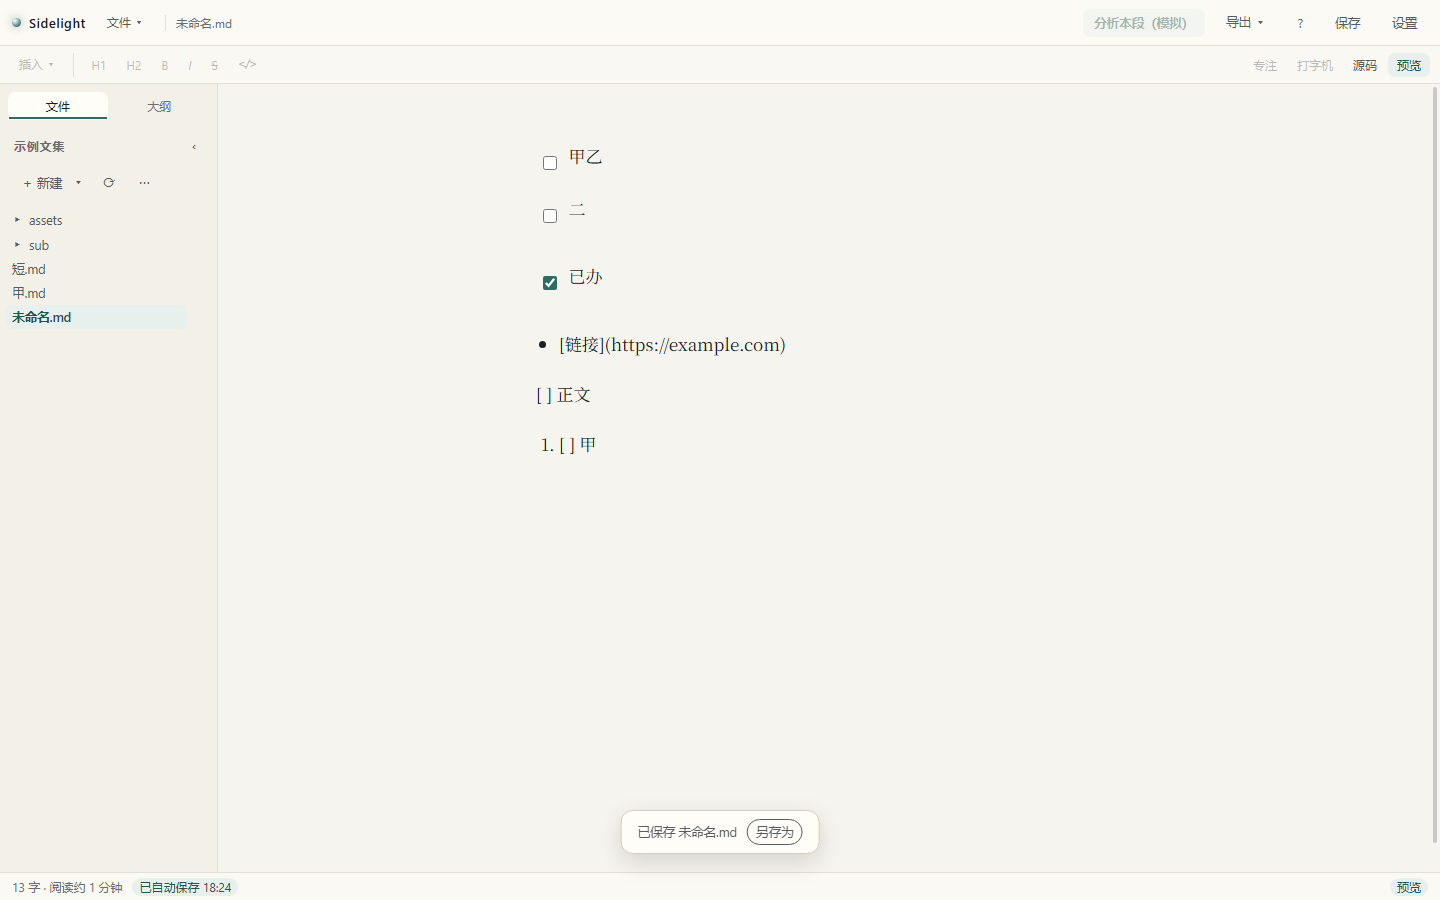 Sidelight 文件 未命名.md 分析本段（模拟） 导出 ? 保存 设置
插入 H1 H2 B I S </> 专注 打字机 源码 预览
文件 大纲
示例文集
+ 新建 ...
assets
sub
短.md
甲.md
未命名.md
甲乙
二
已办
[链接](https://example.com)
[ ] 正文
1. [ ] 甲
已保存 未命名.md 另存为
13 字 · 阅读约 1 分钟 已自动保存 18:24 预览